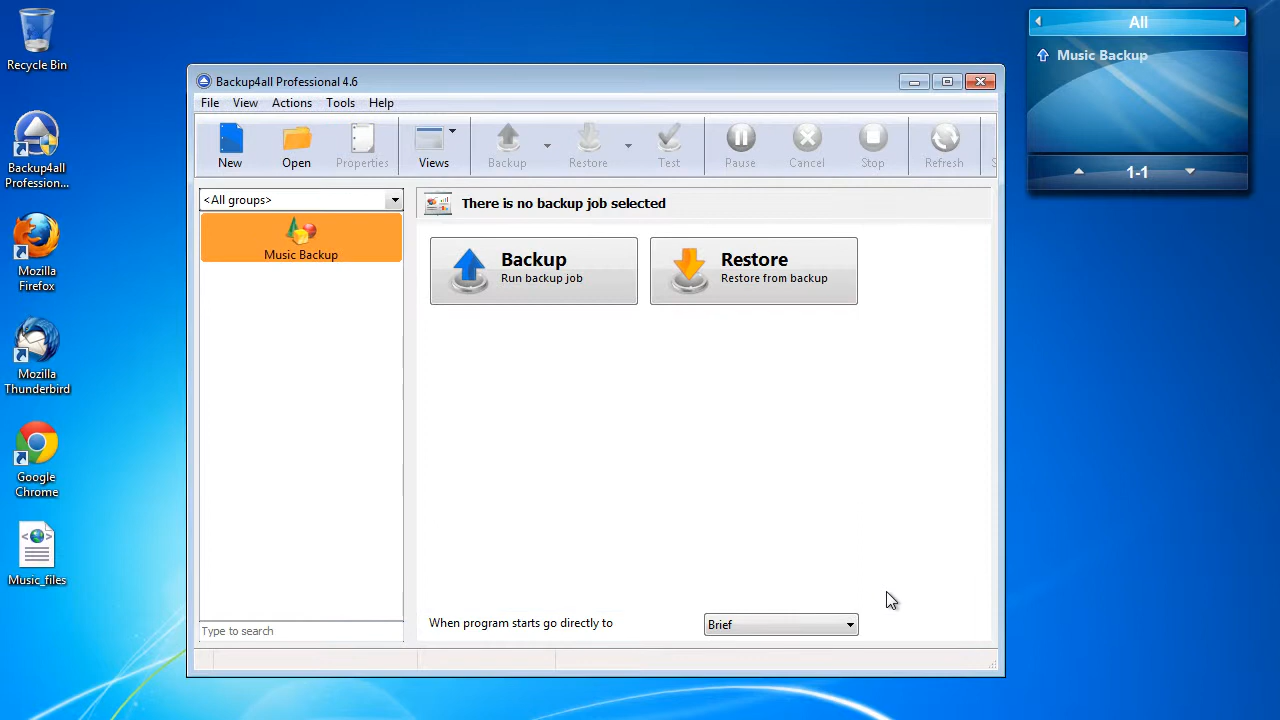 Recycle Bin
Backup4all
Profession...
Mozilla
Firefox
Mozilla
Thunderbird
Google
Chrome
Music_files
Backup4all Professional 4.6
File View Actions Tools Help
New Open Properties Views Backup Restore Test Pause Cancel Stop Refresh S
<All groups>
Music Backup
Type to search
There is no backup job selected
Backup
Run backup job
Restore
Restore from backup
When program starts go directly to
Brief
All
Music Backup
1-1